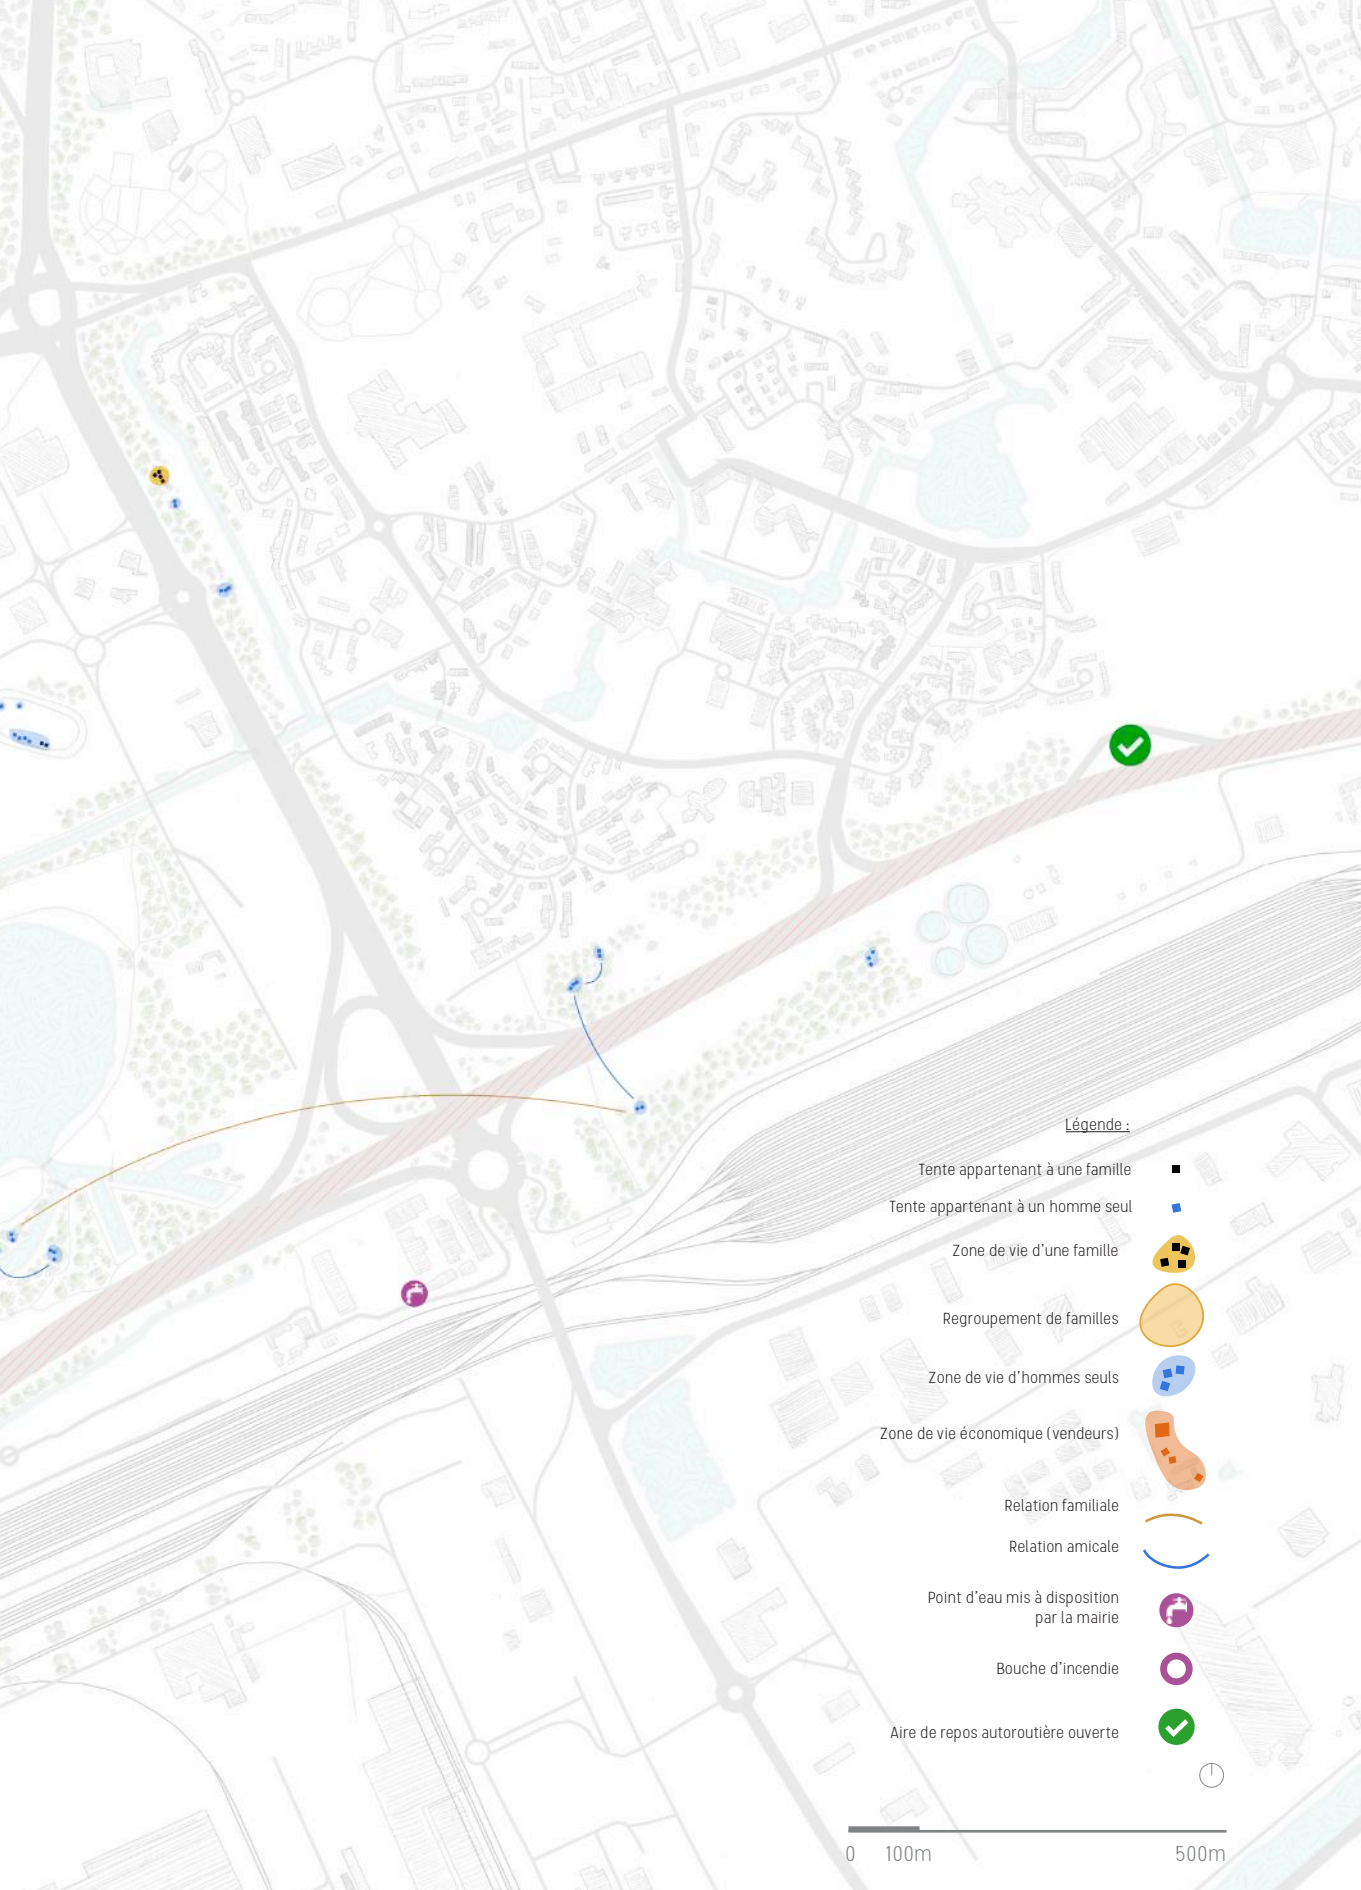 Légende :
Tente appartenant à une famille
Tente appartenant à un homme seul
Zone de vie d'une famille
Regroupement de familles
Zone de vie d'hommes seuls
Zone de vie économique (vendeurs)
Relation familiale
Relation amicale
Point d'eau mis à disposition
par la mairie
Bouche d'incendie
Aire de repos autoroutière ouverte
0 100m 500m